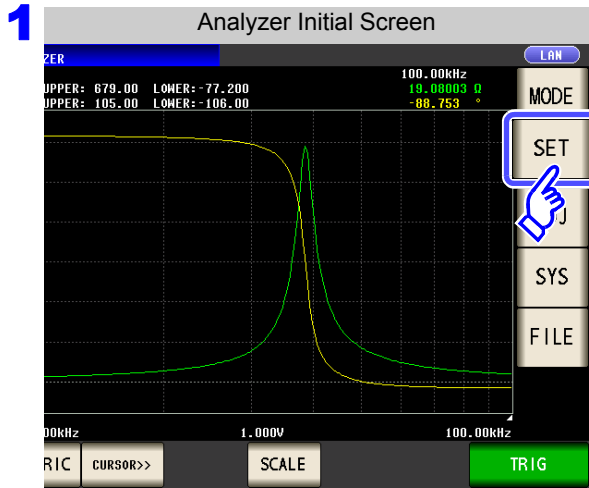 1
Analyzer Initial Screen
ZER
LAN
UPPER: 679.00 LOWER:-77.200
100.00kHz
19.08003 Ω
UPPER: 105.00 LOWER:-106.00
-88.753 °
MODE
SET
SYS
FILE
00kHz
1.000V
100.00kHz
RIC
CURSOR>>
SCALE
TRIG